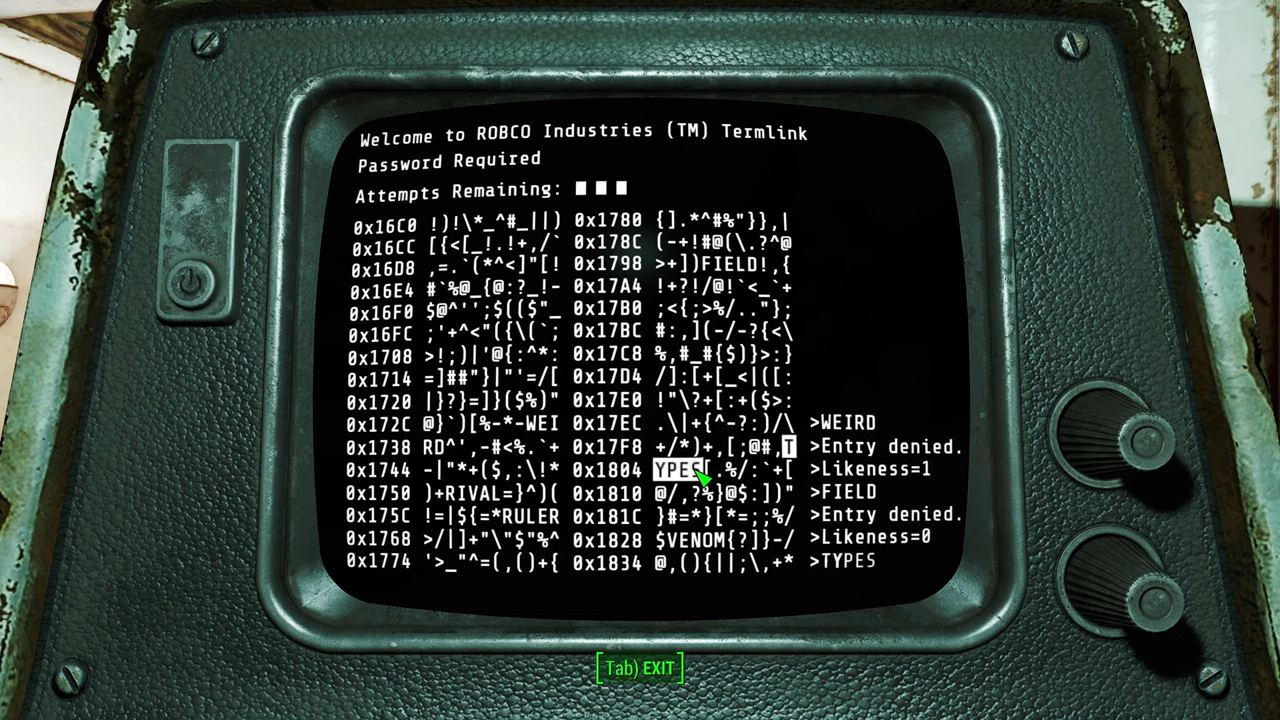 Welcome to ROBCO Industries (TM) Termlink
Password Required
Attempts Remaining: ■ ■ ■
0x16C0 !)!\*_^#_||) 0x1780 {].*^#%"}},|
0x16CC [{<[_!.!+,/` 0x178C (-+!#@(\.?^@
0x16D8 ,=.`(*^<]"[! 0x1798 >+])FIELD!,{
0x16E4 #`%@_{@:?_!- 0x17A4 !+?!/@!`<_`+
0x16F0 $@^'';$(($"_ 0x17B0 ;<{;>%/.."};
0x16FC ;'+^<"({\(`; 0x17BC #:,](-/-?{<\
0x1708 >!;)|'@{:^*: 0x17C8 %,#_#{$)}>:}
0x1714 =]##"}|"'=/[ 0x17D4 /]:[+[_<|([:
0x1720 |}?}=]}($%)" 0x17E0 !"\?+[:+($>:
0x172C @}`)[%-*-WEI 0x17EC .\|+{^-?:)/\ >WEIRD
0x1738 RD^',-#<%.`+ 0x17F8 +/*)+,[;@#,T >Entry denied.
0x1744 -|"*+($,:\!* 0x1804 YPES[.%/:`+[ >Likeness=1
0x1750 )+RIVAL=}^)( 0x1810 @/,?%}@$:])" >FIELD
0x175C !=|${=*RULER 0x181C }#=*}[*=;;%/ >Entry denied.
0x1768 >/|]+"\"$"%^ 0x1828 $VENOM{?]}-/ >Likeness=0
0x1774 '>_"^=(,()+{ 0x1834 @,(){||;\,+* >TYPES
[Tab) EXIT]